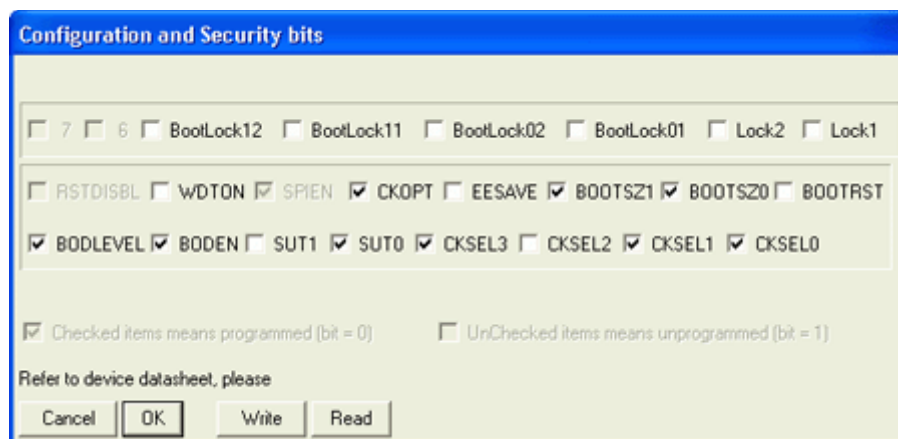 Configuration and Security bits
7 6 BootLock12 BootLock11 BootLock02 BootLock01 Lock2 Lock1
RSTDISBL WDTON SPIEN CKOPT EESAVE BOOTSZ1 BOOTSZ0 BOOTRST
BODLEVEL BODEN SUT1 SUT0 CKSEL3 CKSEL2 CKSEL1 CKSEL0
Checked items means programmed (bit = 0) UnChecked items means unprogrammed (bit = 1)
Refer to device datasheet, please
Cancel OK Write Read